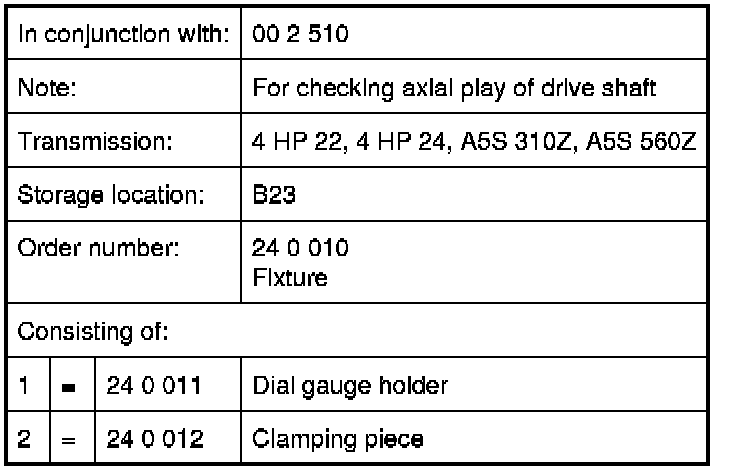 In conjunction with: 00 2 510
Note: For checking axial play of drive shaft
Transmission: 4 HP 22, 4 HP 24, A5S 310Z, A5S 560Z
Storage location: B23
Order number: 24 0 010
Fixture
Consisting of:
1 = 24 0 011 Dial gauge holder
2 = 24 0 012 Clamping piece